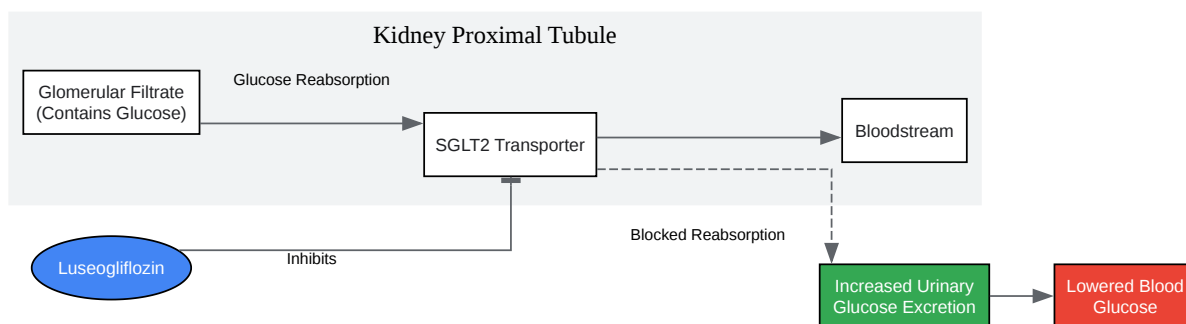 Kidney Proximal Tubule
Glomerular Filtrate
(Contains Glucose)
Glucose Reabsorption
SGLT2 Transporter
Bloodstream
Luseogliflozin
Inhibits
Blocked Reabsorption
Increased Urinary
Glucose Excretion
Lowered Blood
Glucose